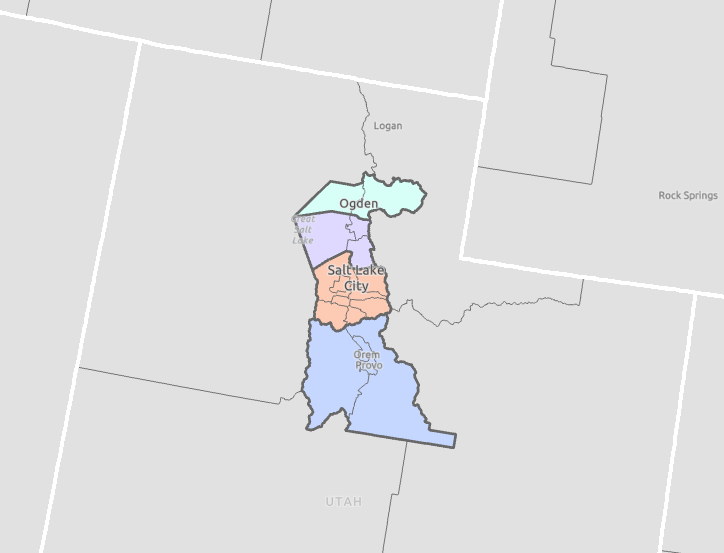 Logan
Rock Springs
Ogden
Great
Salt
Lake
Salt Lake
City
Orem
Provo
UTAH